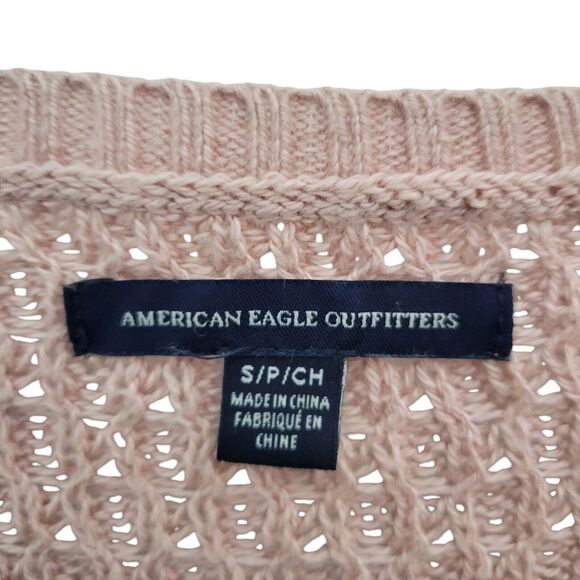 AMERICAN EAGLE OUTFITTERS
S/P/CH
MADE IN CHINA
FABRIQUÉ EN
CHINE